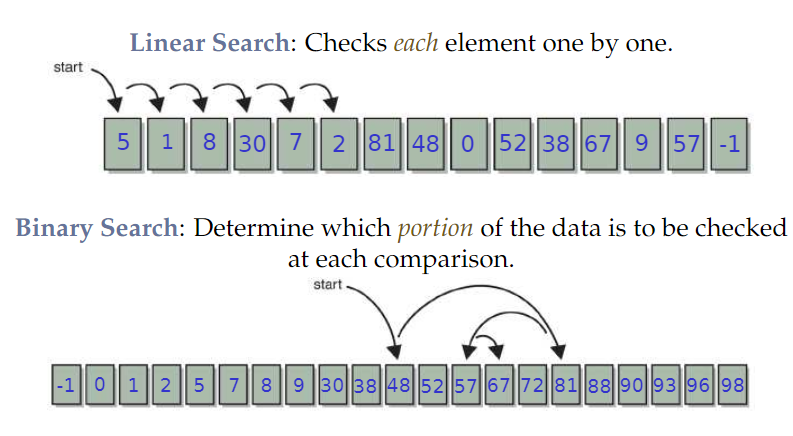 Linear Search: Checks each element one by one.
start
5 1 8 30 7 2 81 48 0 52 38 67 9 57 -1
Binary Search: Determine which portion of the data is to be checked
at each comparison.
start
-1 0 1 2 5 7 8 9 30 38 48 52 57 67 72 81 88 90 93 96 98